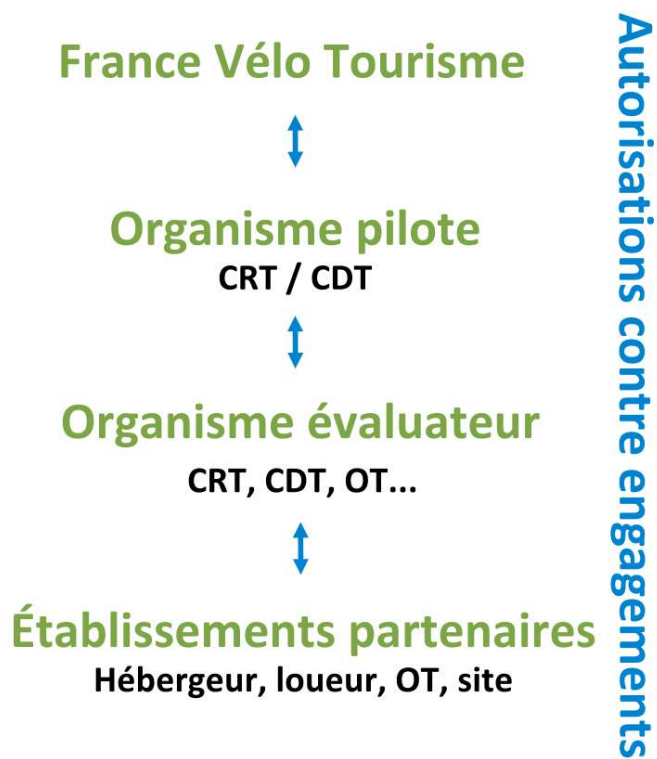 France Vélo Tourisme
Organisme pilote
CRT / CDT
Organisme évaluateur
CRT, CDT, OT...
Établissements partenaires
Hébergeur, loueur, OT, site
Autorisations contre engagements